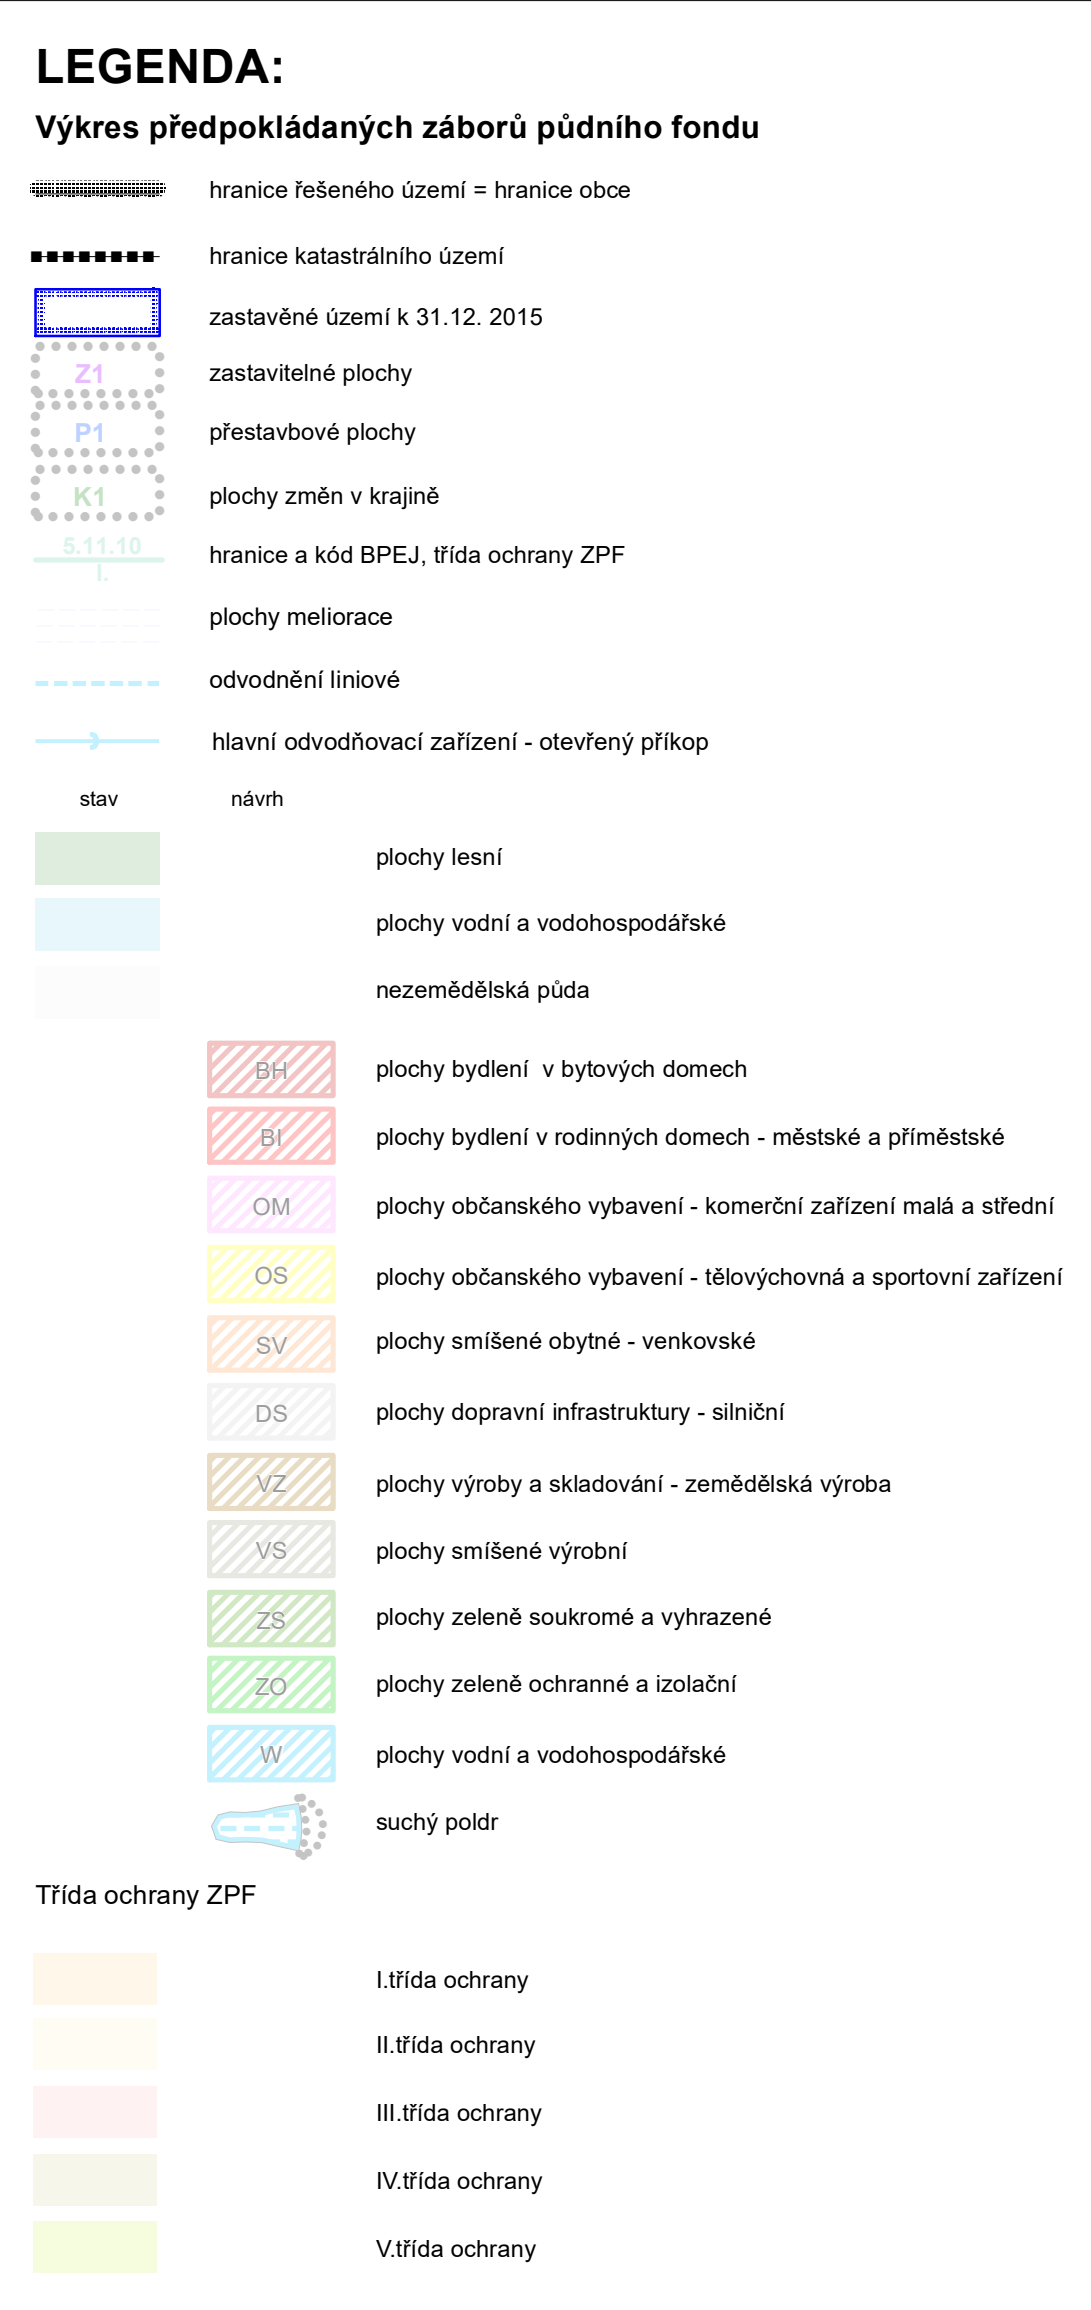 LEGENDA:
Výkres předpokládaných záborů půdního fondu
hranice řešeného území = hranice obce
hranice katastrálního území
zastavěné území k 31.12. 2015
Z1 zastavitelné plochy
P1 přestavbové plochy
K1 plochy změn v krajině
5.11.10
hranice a kód BPEJ, třída ochrany ZPF
I.
plochy meliorace
odvodnění liniové
hlavní odvodňovací zařízení - otevřený příkop
stav návrh
plochy lesní
plochy vodní a vodohospodářské
nezemědělská půda
BH plochy bydlení v bytových domech
BI plochy bydlení v rodinných domech - městské a příměstské
OM plochy občanského vybavení - komerční zařízení malá a střední
OS plochy občanského vybavení - tělovýchovná a sportovní zařízení
SV plochy smíšené obytné - venkovské
DS plochy dopravní infrastruktury - silniční
VZ plochy výroby a skladování - zemědělská výroba
VS plochy smíšené výrobní
ZS plochy zeleně soukromé a vyhrazené
ZO plochy zeleně ochranné a izolační
W plochy vodní a vodohospodářské
suchý poldr
Třída ochrany ZPF
I.třída ochrany
II.třída ochrany
III.třída ochrany
IV.třída ochrany
V.třída ochrany